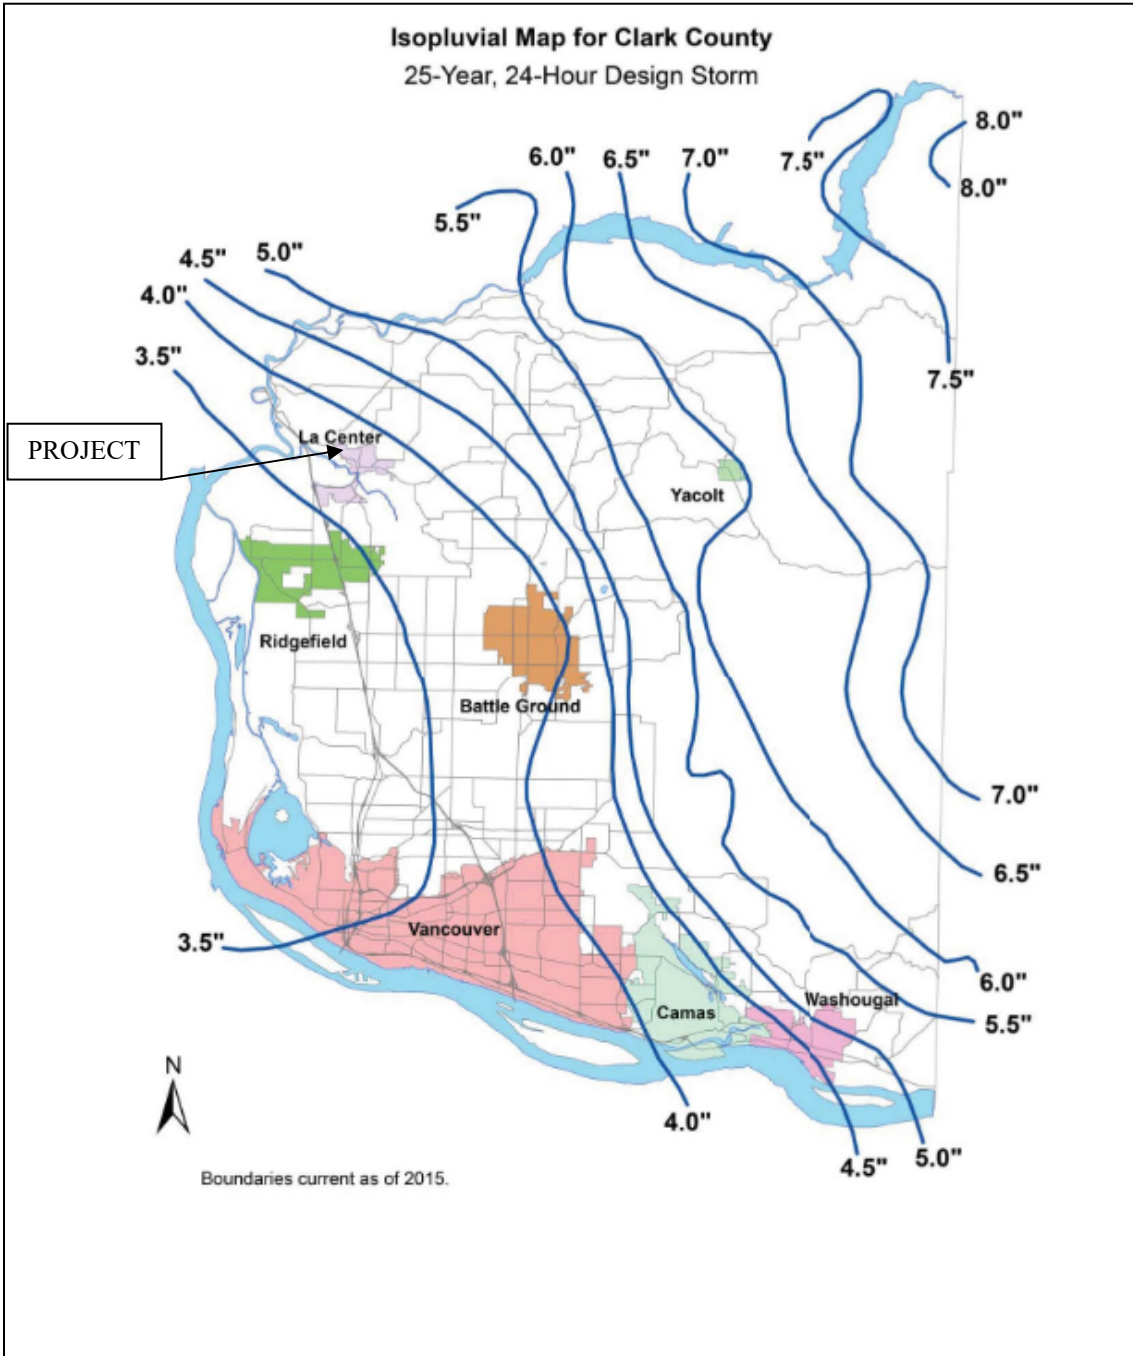 Isopluvial Map for Clark County
25-Year, 24-Hour Design Storm
8.0"
7.5"
6.0"
6.5"
7.0"
8.0"
5.5"
5.0"
4.5"
4.0"
3.5"
7.5"
La Center
PROJECT
Yacolt
Ridgefield
Battle Ground
7.0"
6.5"
Vancouver
3.5"
6.0"
Washougal
Camas
5.5"
N
4.0"
5.0"
4.5"
Boundaries current as of 2015.